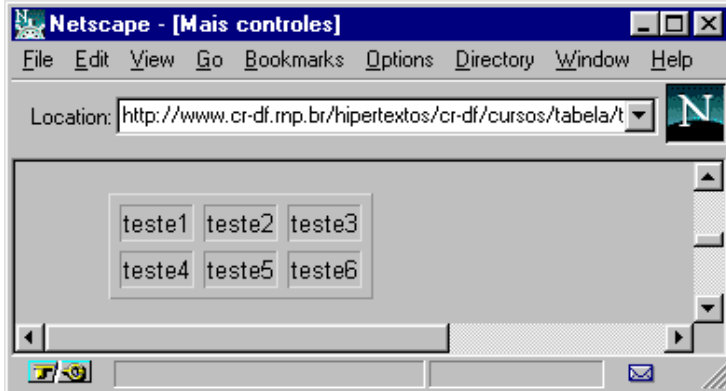 Netscape - [Mais controles]
File Edit View Go Bookmarks Options Directory Window Help
Location: http://www.cr-df.rnp.br/hipertextos/cr-df/cursos/tabela/t
N
teste1 teste2 teste3
teste4 teste5 teste6